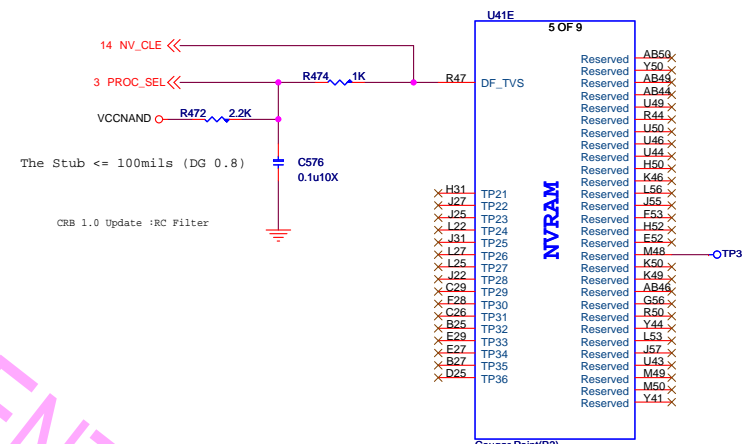 U41E
5 OF 9
14 NV_CLE
3 PROC_SEL
R474 1K
R47 DF_TVS
VCCNAND R472 2.2K
The Stub <= 100mils (DG 0.8)
C576
0.1u10X
CRB 1.0 Update :RC Filter
NVRAM
H31 TP21
J27 TP22
J25 TP23
L22 TP24
J31 TP25
L27 TP26
L25 TP27
J22 TP28
C29 TP29
F28 TP30
C26 TP31
B25 TP32
E29 TP33
E27 TP34
B27 TP35
D25 TP36
Reserved AB50
Reserved Y50
Reserved AB49
Reserved AB44
Reserved U49
Reserved R44
Reserved U50
Reserved U46
Reserved U44
Reserved H50
Reserved K46
Reserved L56
Reserved J55
Reserved F53
Reserved H52
Reserved E52
Reserved M48 TP3
Reserved K50
Reserved K49
Reserved AB46
Reserved G56
Reserved R50
Reserved Y44
Reserved L53
Reserved J57
Reserved U43
Reserved M49
Reserved M50
Reserved Y41